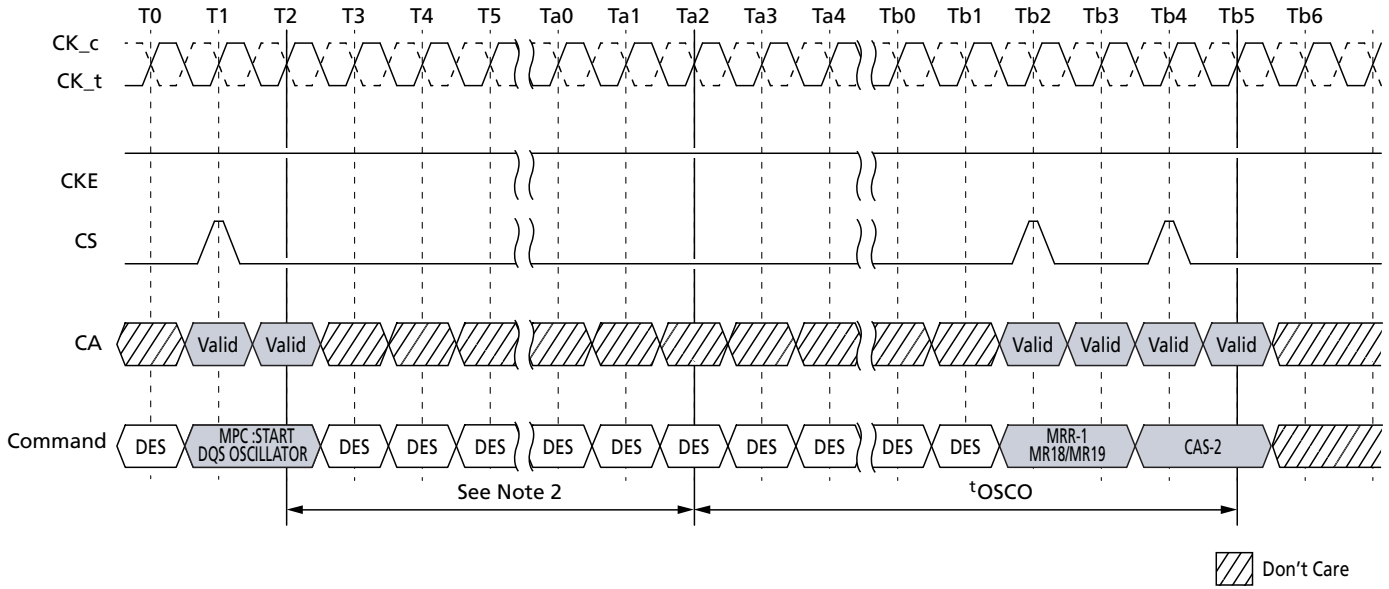 T0 T1 T2 T3 T4 T5 Ta0 Ta1 Ta2 Ta3 Ta4 Tb0 Tb1 Tb2 Tb3 Tb4 Tb5 Tb6
CK_c
CK_t
CKE
CS
CA Valid Valid Valid Valid Valid Valid
Command DES MPC :START DES DES DES DES DES DES DES DES DES DES MRR-1 CAS-2
DQS OSCILLATOR MR18/MR19
See Note 2 tOSCO
Don't Care